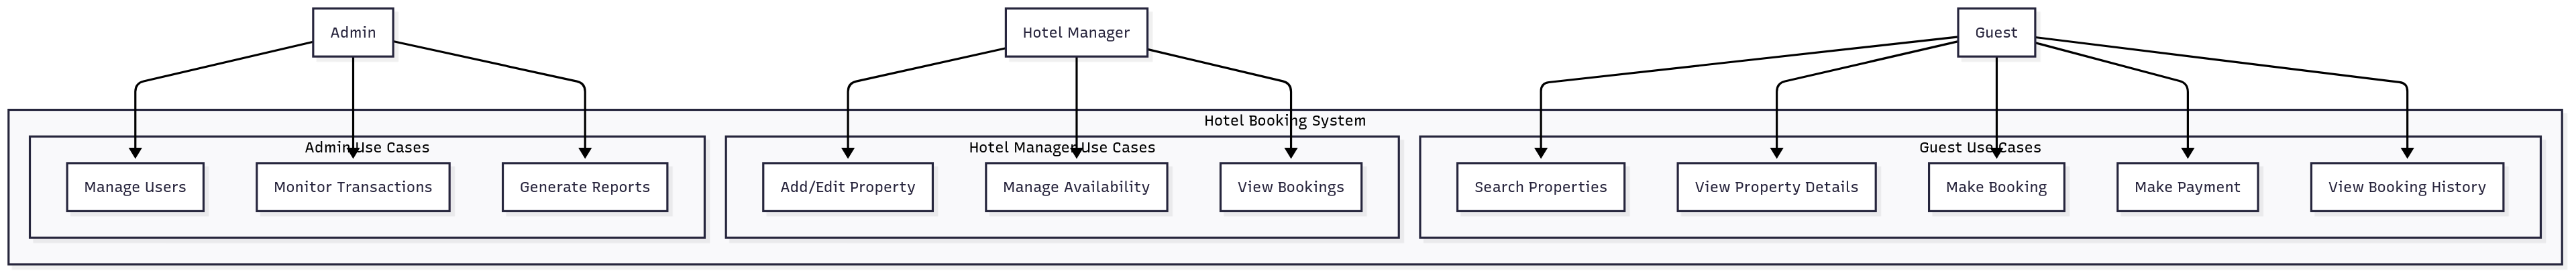 Admin
Hotel Manager
Guest
Hotel Booking System
Admin Use Cases
Hotel Manager Use Cases
Guest Use Cases
Manage Users
Monitor Transactions
Generate Reports
Add/Edit Property
Manage Availability
View Bookings
Search Properties
View Property Details
Make Booking
Make Payment
View Booking History